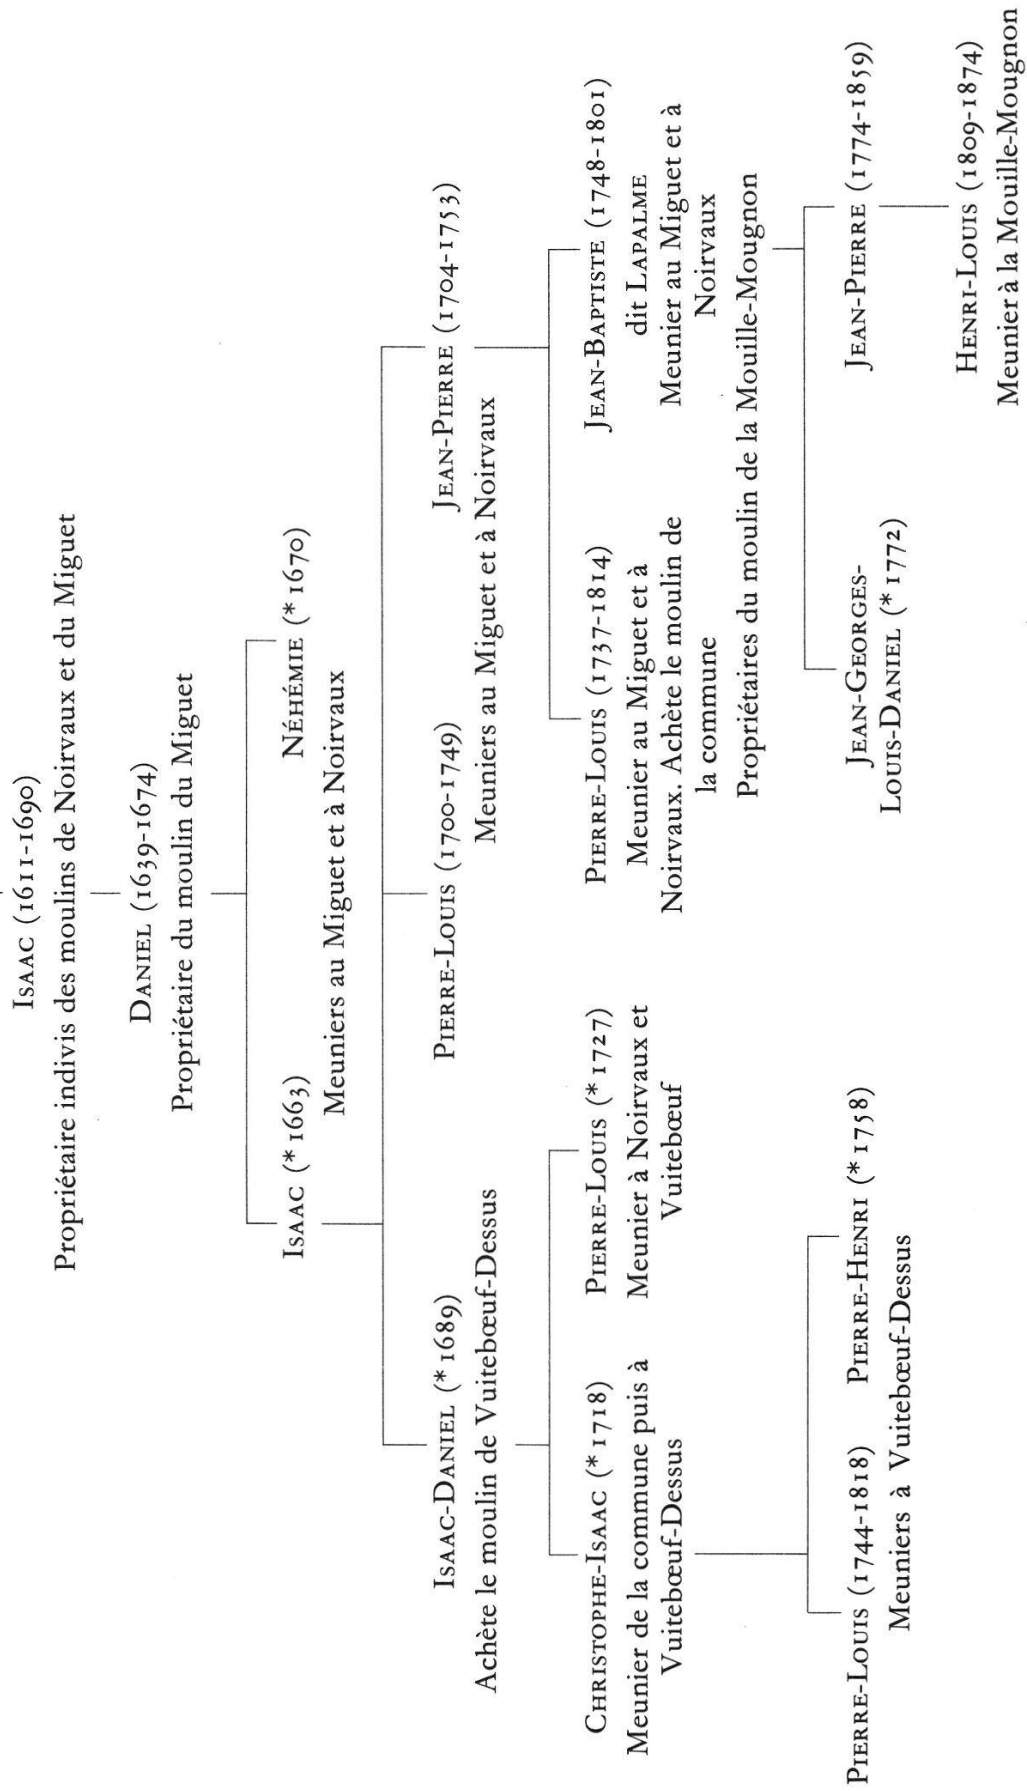 ISAAC (1611-1690)
Propriétaire indivis des moulins de Noirvaux et du Miguet
DANIEL (1639-1674)
Propriétaire du moulin du Miguet
ISAAC (* 1663)
NÉHÉMIE (* 1670)
Meuniers au Miguet et à Noirvaux
ISAAC-DANIEL (* 1689)
Achète le moulin de Vuitebœuf-Dessus
PIERRE-LOUIS (1700-1749)
JEAN-PIERRE (1704-1753)
Meuniers au Miguet et à Noirvaux
CHRISTOPHE-ISAAC (* 1718)
Meunier de la commune puis à
Vuitebœuf-Dessus
PIERRE-LOUIS (* 1727)
Meunier à Noirvaux et
Vuitebœuf
PIERRE-LOUIS (1737-1814)
Meunier au Miguet et à
Noirvaux. Achète le moulin de
la commune
JEAN-BAPTISTE (1748-1801)
dit LAPALME
Meunier au Miguet et à
Noirvaux
Propriétaires du moulin de la Mouille-Mougnon
PIERRE-LOUIS (1744-1818)
PIERRE-HENRI (* 1758)
Meuniers à Vuitebœuf-Dessus
JEAN-GEORGES-
LOUIS-DANIEL (* 1772)
JEAN-PIERRE (1774-1859)
HENRI-LOUIS (1809-1874)
Meunier à la Mouille-Mougnon